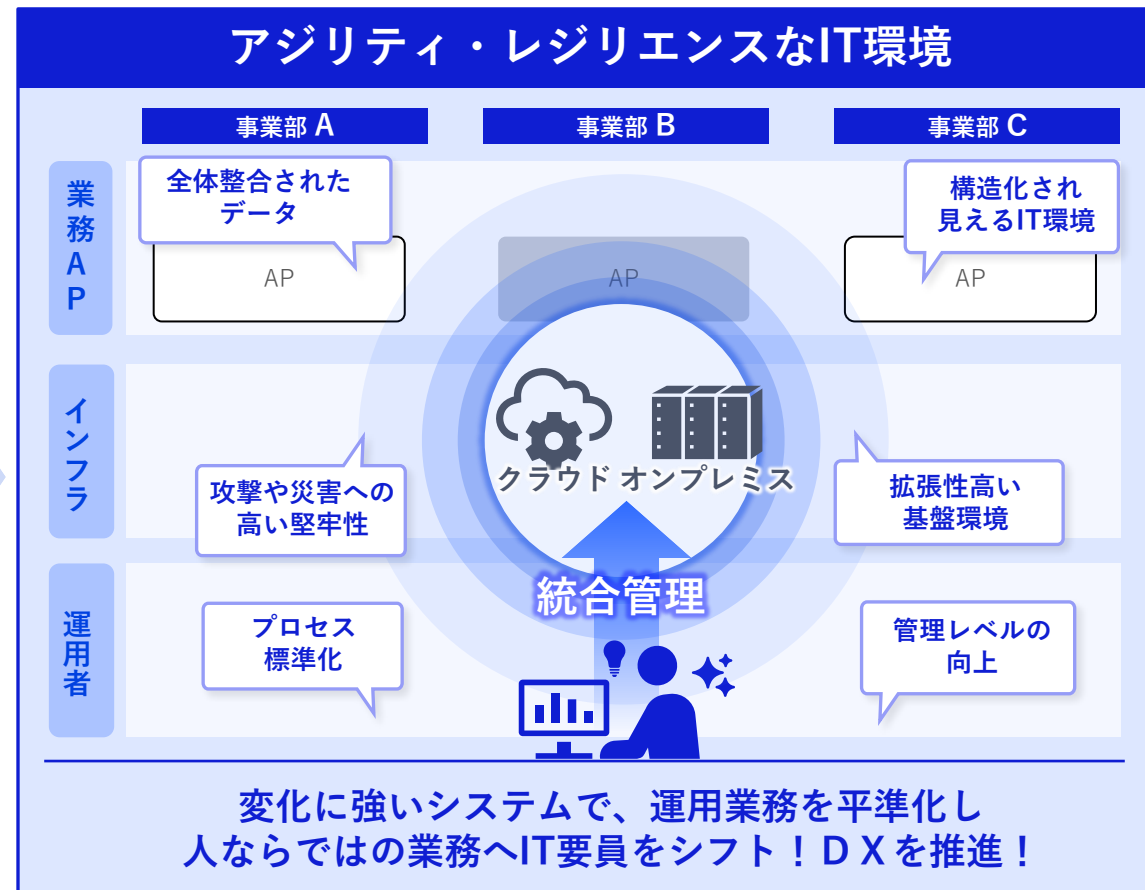 アジリティ・レジリエンスなIT環境
事業部 A
事業部 B
事業部 C
業務AP
全体整合された
データ
構造化され
見えるIT環境
AP
AP
AP
インフラ
クラウド オンプレミス
攻撃や災害への
高い堅牢性
拡張性高い
基盤環境
運用者
統合管理
プロセス
標準化
管理レベルの
向上
変化に強いシステムで、運用業務を平準化し
人ならではの業務へIT要員をシフト！ＤＸを推進！